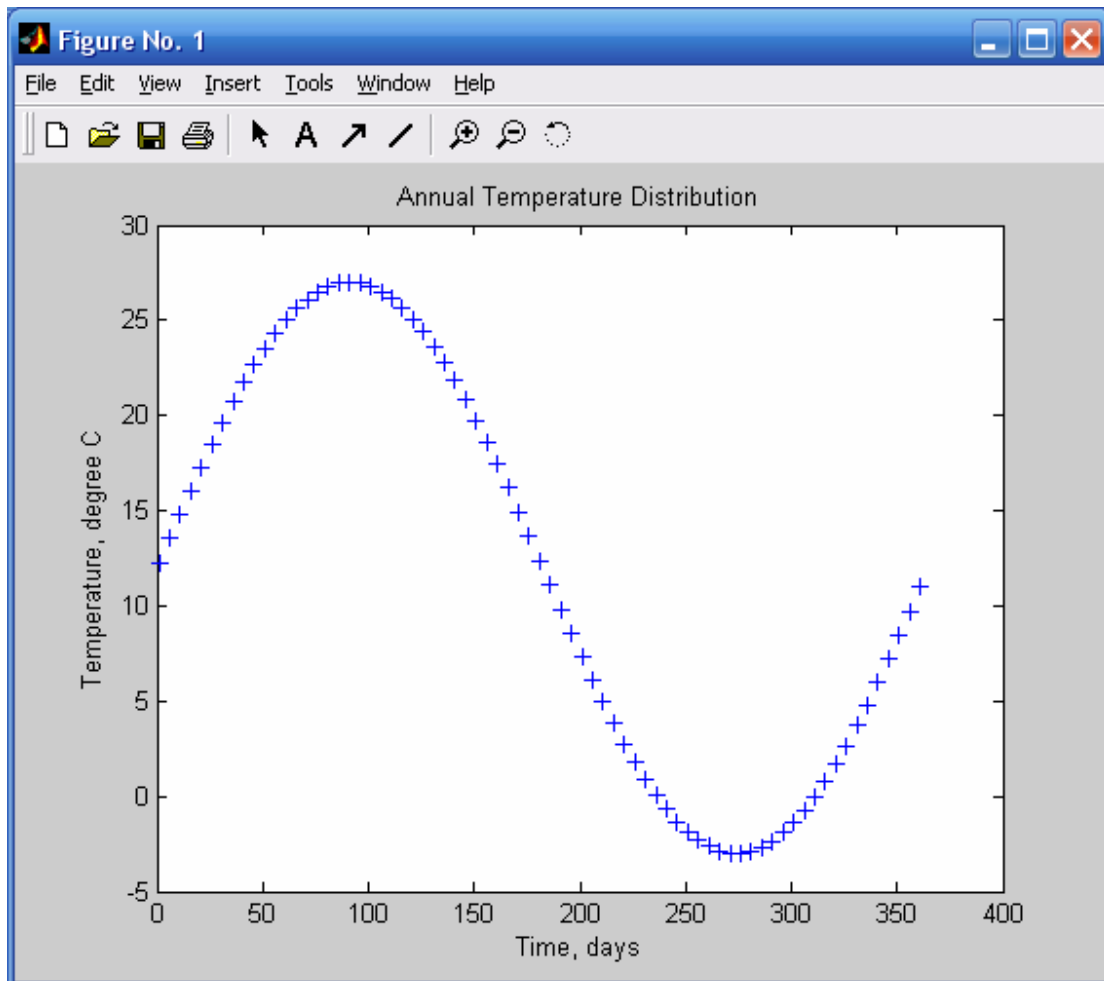 Figure No. 1
File Edit View Insert Tools Window Help
A
Annual Temperature Distribution
30
25
20
15
10
5
0
-5
Temperature, degree C
0 50 100 150 200 250 300 350 400
Time, days